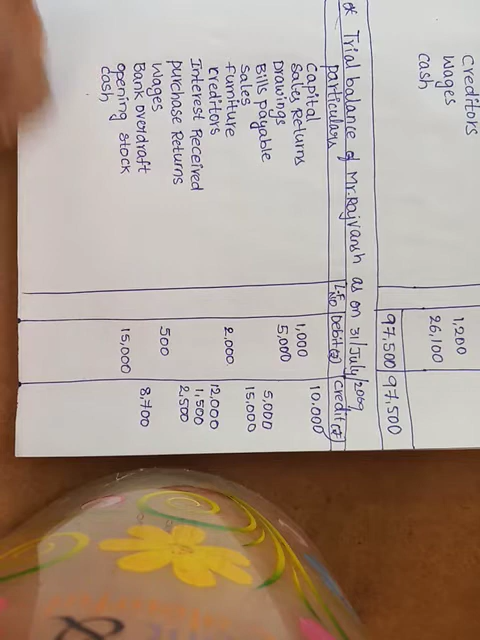 Creditors
Wages 1,200
cash 26,100
97,500 97,500
* Trial balance of Mr.Rajvansh as on 31/July/2009
particulars L.F. No Debit(₹) Credit(₹)
Capital 10,000
Sales Returns 1,000
Drawings 5,000
Bills payable 5,000
Sales 15,000
furniture 2,000
creditors 12,000
Interest Received 1,500
purchase Returns 2,500
Wages 500
Bank overdraft 8,700
opening stock 15,000
cash
&